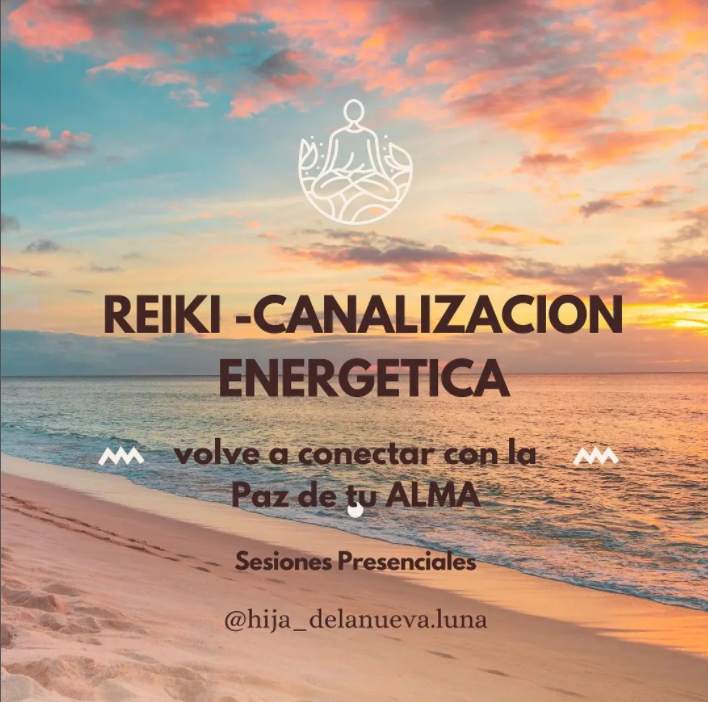 REIKI -CANALIZACION
ENERGETICA
volve a conectar con la
Paz de tu ALMA
Sesiones Presenciales
@hija_delanueva.luna